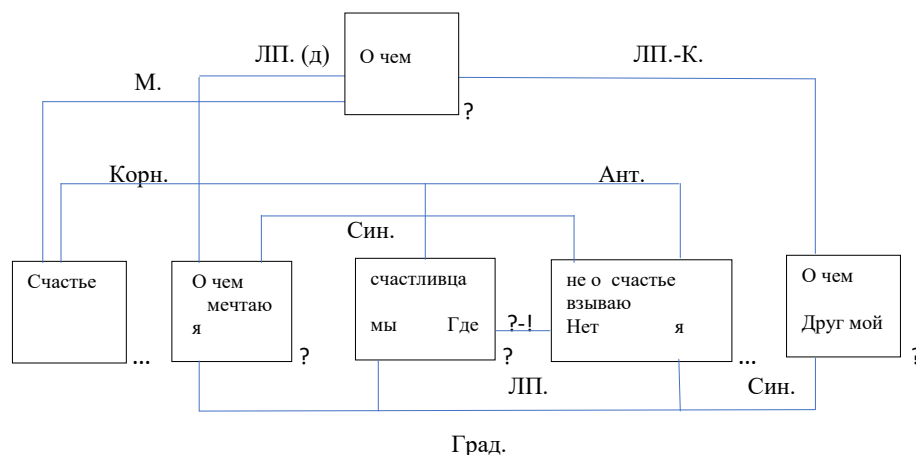 О чем
?
ЛП. (д)
ЛП.-К.
М.
Корн.
Ант.
Син.
Счастье
...
О чем
мечтаю
я
?
счастливца
мы Где
?
?-!
не о счастье
взываю
Нет я
...
О чем
Друг мой
?
ЛП.
Син.
Град.